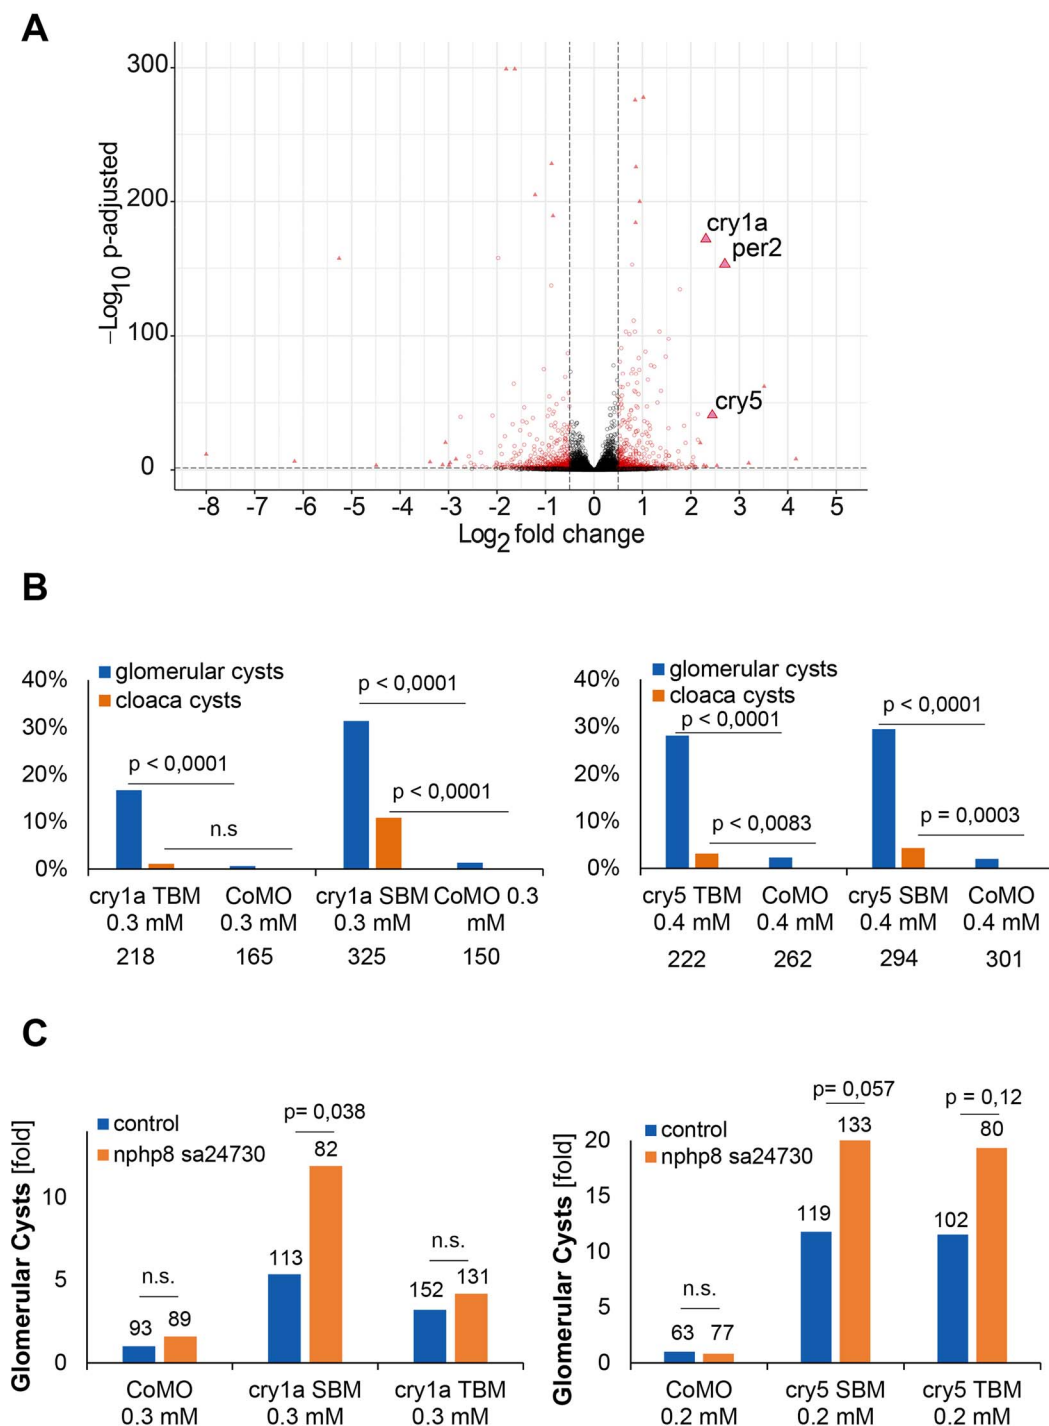 A
300
200
100
0
−Log10 p-adjusted
cry1a
per2
cry5
-8 -7 -6 -5 -4 -3 -2 -1 0 1 2 3 4 5
Log2 fold change
B
glomerular cysts
cloaca cysts
40%
30%
20%
10%
0%
p < 0,0001
n.s
p < 0,0001
p < 0,0001
cry1a TBM CoMO cry1a SBM CoMO 0.3
0.3 mM 0.3 mM 0.3 mM mM
218 165 325 150
glomerular cysts
cloaca cysts
40%
30%
20%
10%
0%
p < 0,0001
p < 0,0083
p < 0,0001
p = 0,0003
cry5 TBM CoMO cry5 SBM CoMO
0.4 mM 0.4 mM 0.4 mM 0.4 mM
222 262 294 301
C
Glomerular Cysts [fold]
control
nphp8 sa24730
10
5
0
n.s.
93 89
p= 0,038
113 82
n.s.
152 131
CoMO cry1a SBM cry1a TBM
0.3 mM 0.3 mM 0.3 mM
Glomerular Cysts [fold]
control
nphp8 sa24730
20
15
10
5
0
n.s.
63 77
p= 0,057
119 133
p = 0,12
102 80
CoMO cry5 SBM cry5 TBM
0.2 mM 0.2 mM 0.2 mM